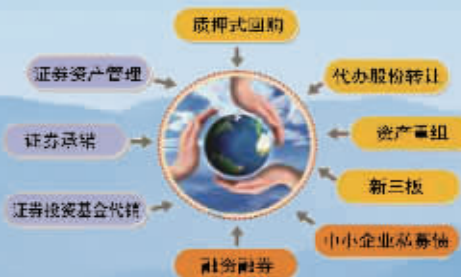 质押式回购
证券资产管理
代办股份转让
证券承销
资产重组
新三板
证券投资基金代销
中小企业私募债
融资融券